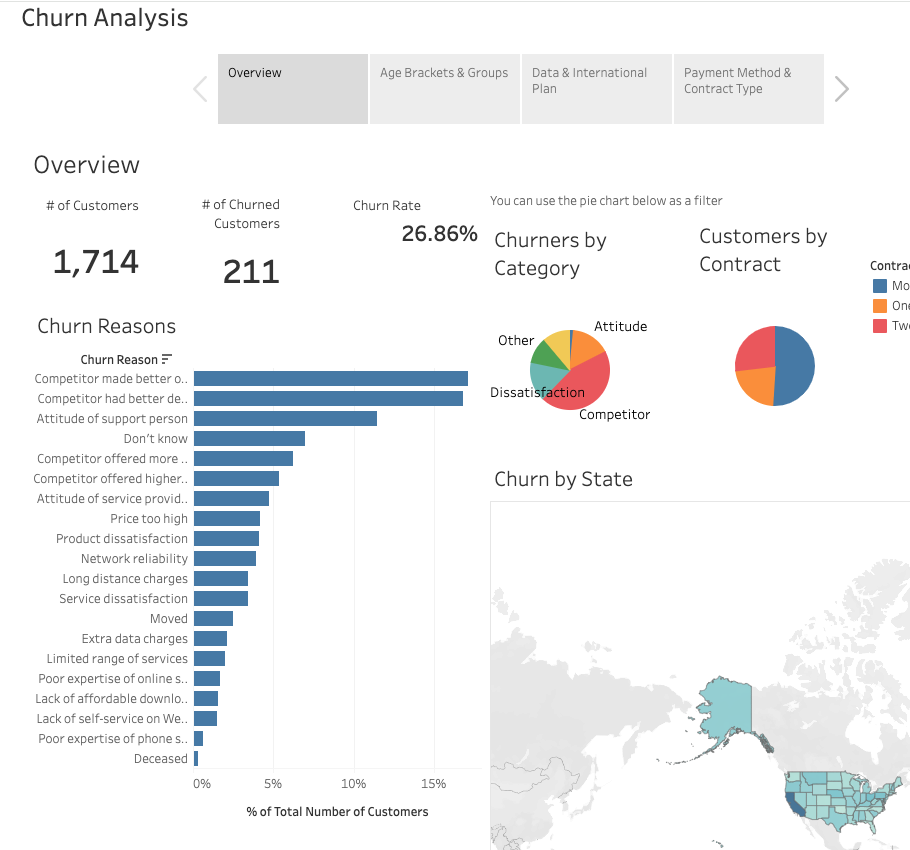 Churn Analysis
Overview
Age Brackets & Groups
Data & International
Plan
Payment Method &
Contract Type
Overview
# of Customers
1,714
# of Churned
Customers
211
Churn Rate
26.86%
You can use the pie chart below as a filter
Churners by
Category
Customers by
Contract
Contrac
Mo
One
Two
Other
Attitude
Dissatisfaction
Competitor
Churn Reasons
Churn Reason
Competitor made better o..
Competitor had better de..
Attitude of support person
Don't know
Competitor offered more ..
Competitor offered higher..
Attitude of service provid..
Price too high
Product dissatisfaction
Network reliability
Long distance charges
Service dissatisfaction
Moved
Extra data charges
Limited range of services
Poor expertise of online s..
Lack of affordable downlo..
Lack of self-service on We..
Poor expertise of phone s..
Deceased
0%
5%
10%
15%
% of Total Number of Customers
Churn by State